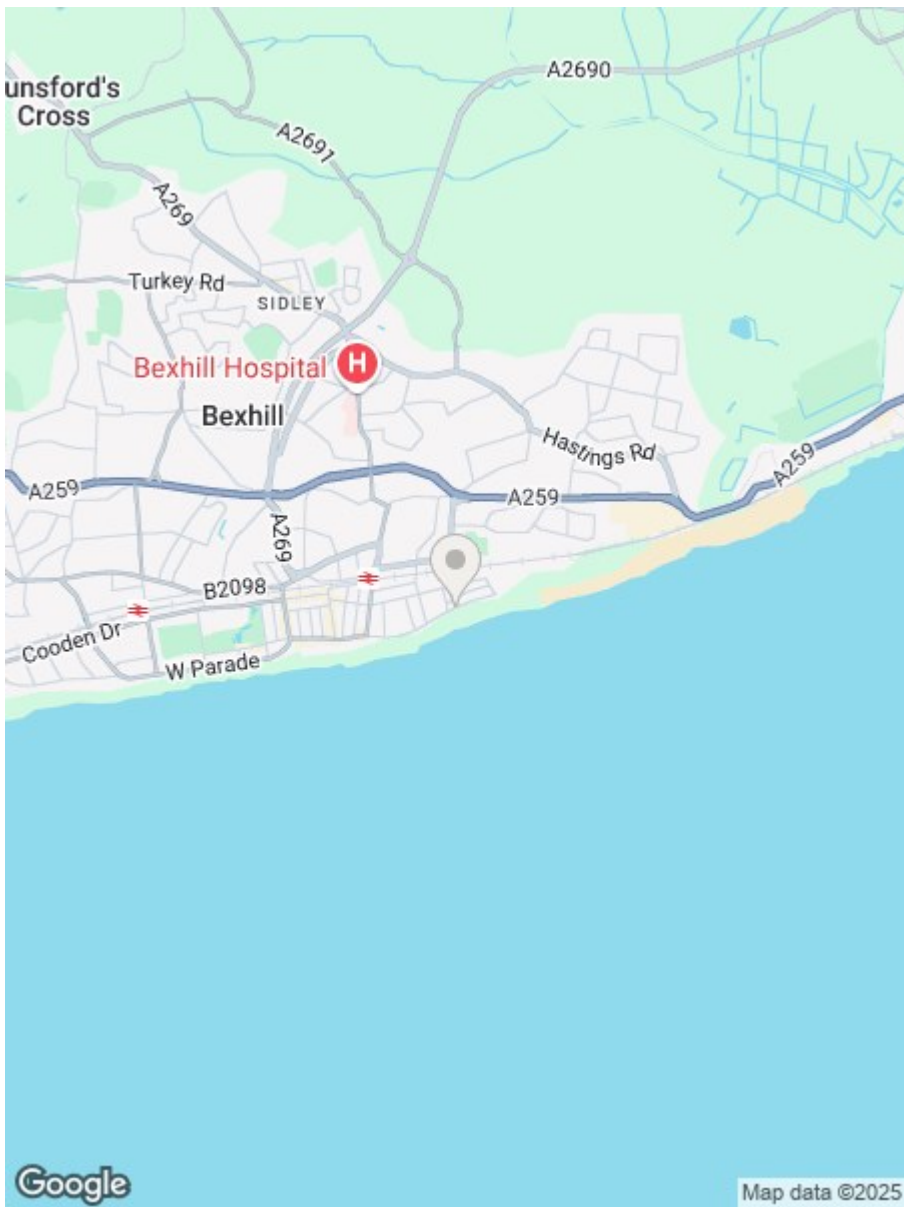 A2690
unsford's
Cross
A2691
A269
Turkey Rd
SIDLEY
Bexhill Hospital
H
Bexhill
Hastings Rd
A259
A259
A259
A269
B2098
Cooden Dr
W Parade
Google
Map data ©2025